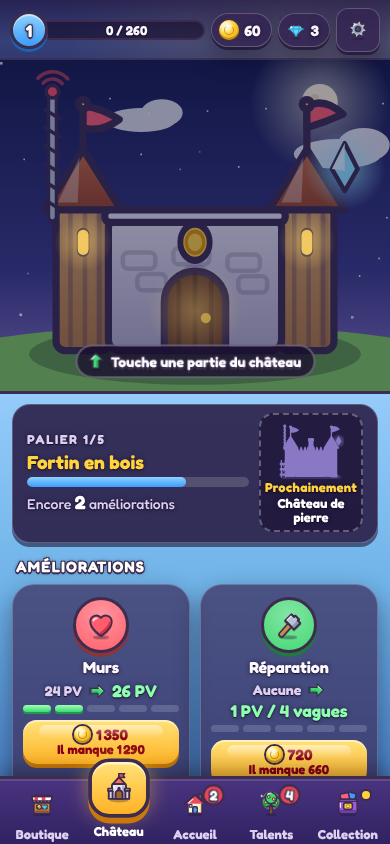 1
0 / 260
60
3
Touche une partie du château
PALIER 1/5
Fortin en bois
Encore 2 améliorations
Prochainement
Château de
pierre
AMÉLIORATIONS
Murs
24 PV 26 PV
1350
Il manque 1290
Réparation
Aucune
1 PV / 4 vagues
720
Il manque 660
Boutique
Château
2
Accueil
4
Talents
Collection